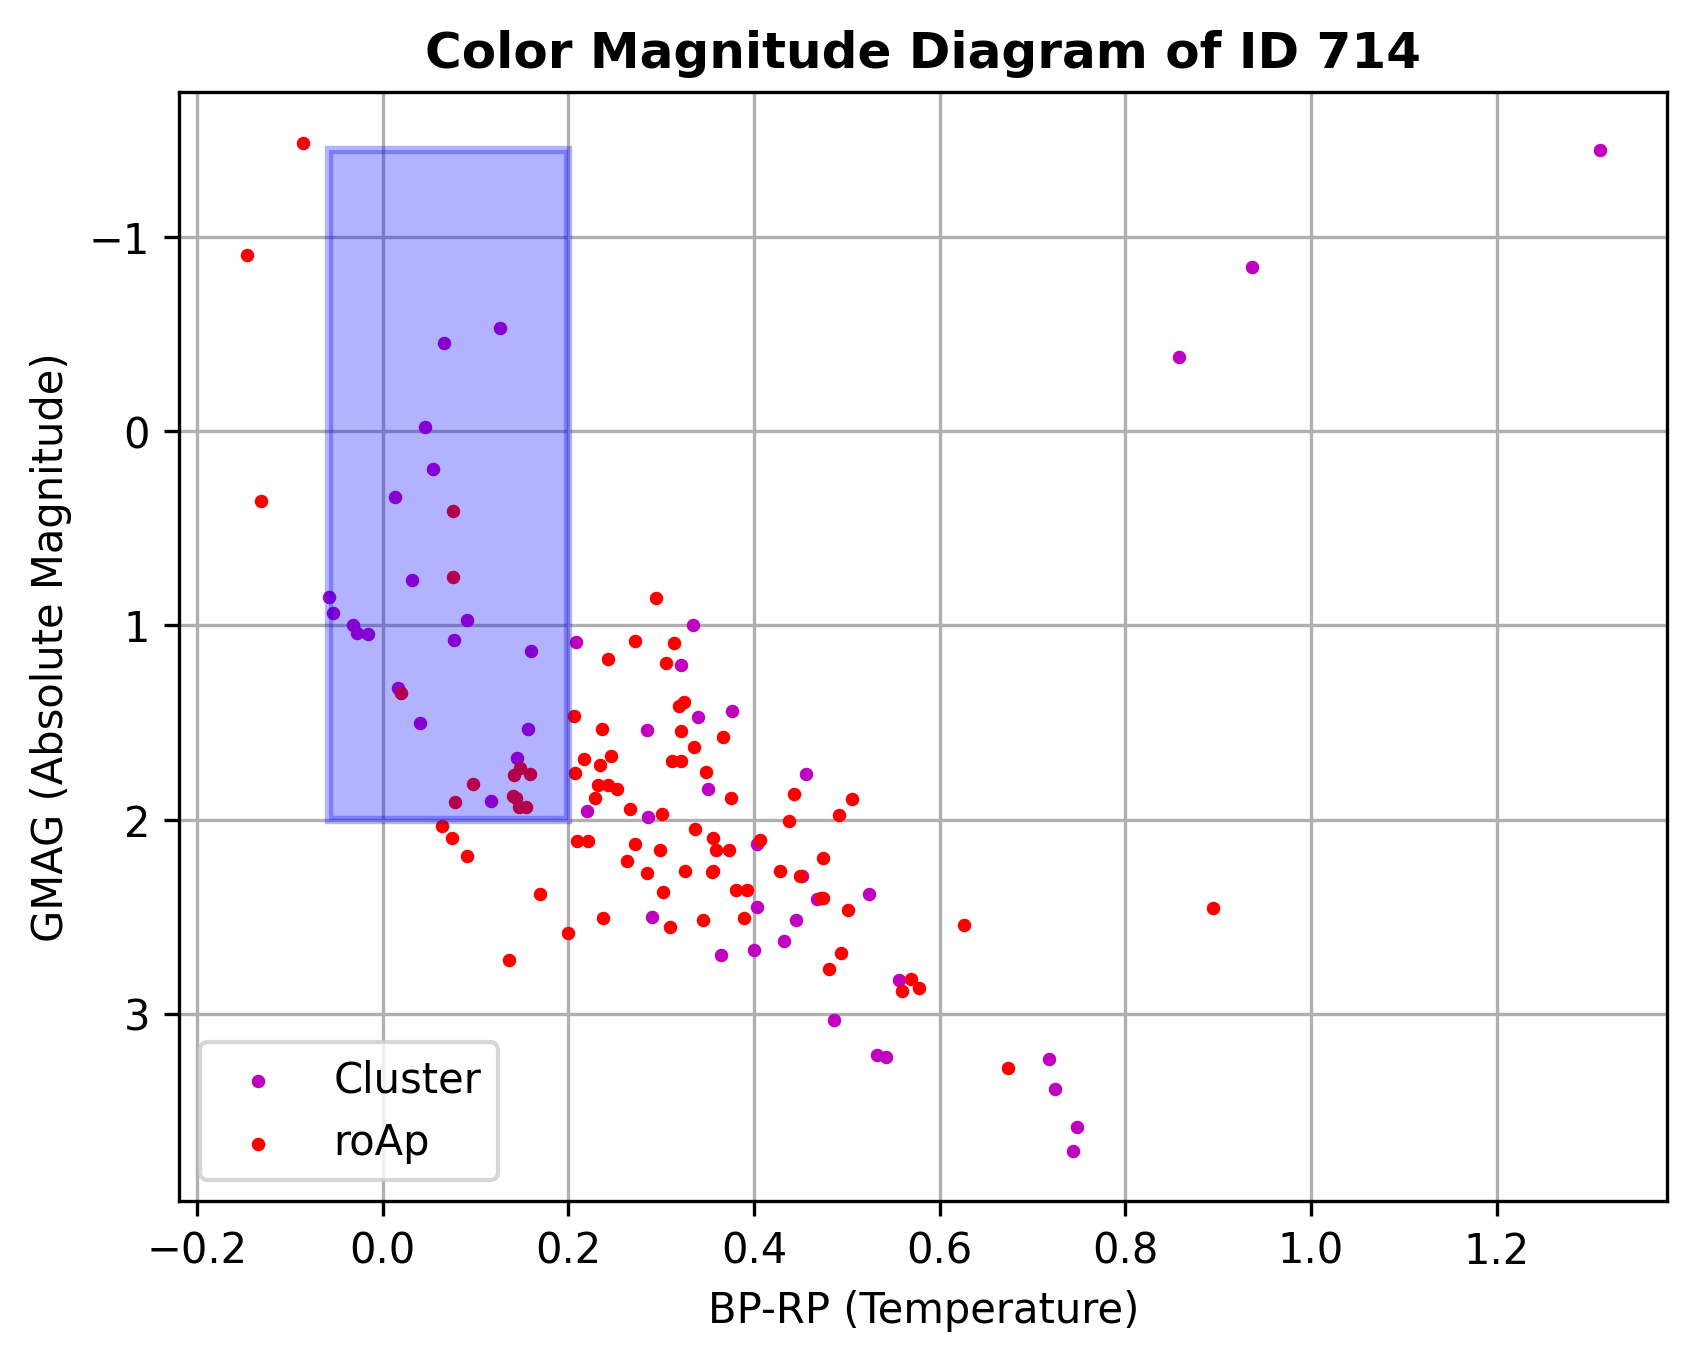 Color Magnitude Diagram of ID 714
GMAG (Absolute Magnitude)
−1
0
1
2
3
Cluster
roAp
−0.2 0.0 0.2 0.4 0.6 0.8 1.0 1.2
BP-RP (Temperature)